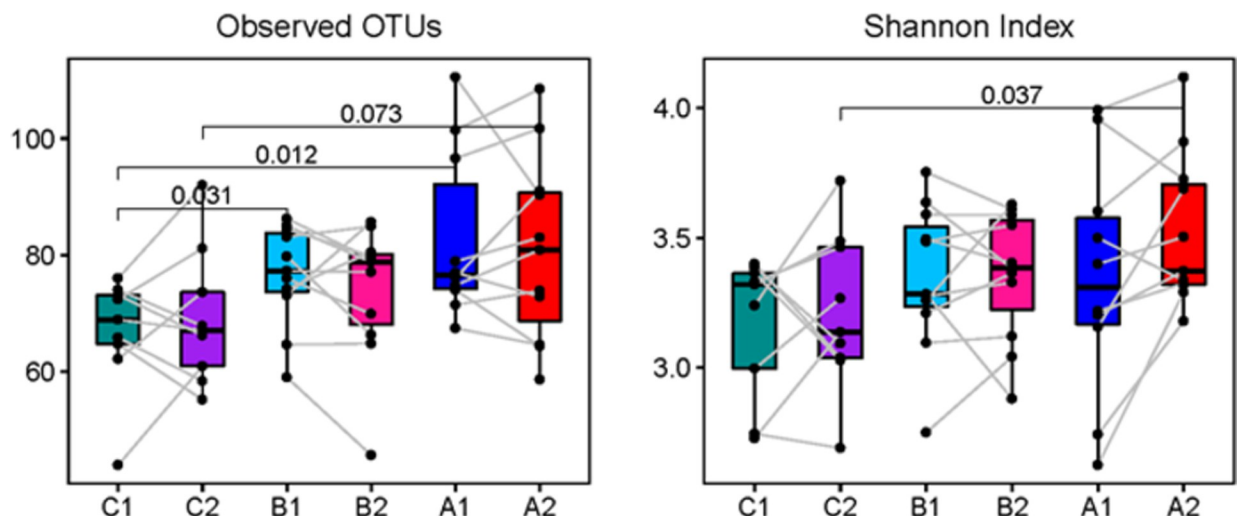 Observed OTUs
Shannon Index
100
80
60
0.073
0.012
0.031
C1 C2 B1 B2 A1 A2
4.0
3.5
3.0
0.037
C1 C2 B1 B2 A1 A2